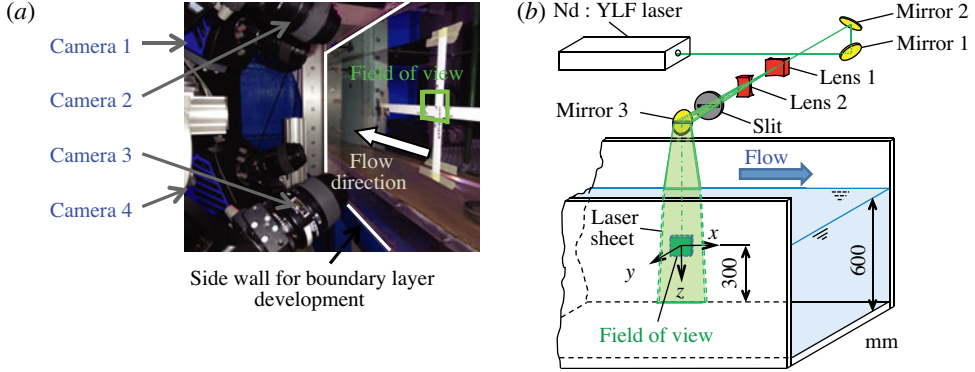 (a)
Camera 1
Camera 2
Camera 3
Camera 4
Field of view
Flow
direction
Side wall for boundary layer
development
(b)
Nd : YLF laser
Mirror 2
Mirror 1
Lens 1
Lens 2
Mirror 3
Slit
Flow
Laser
sheet
x
y
z
300
600
Field of view
mm